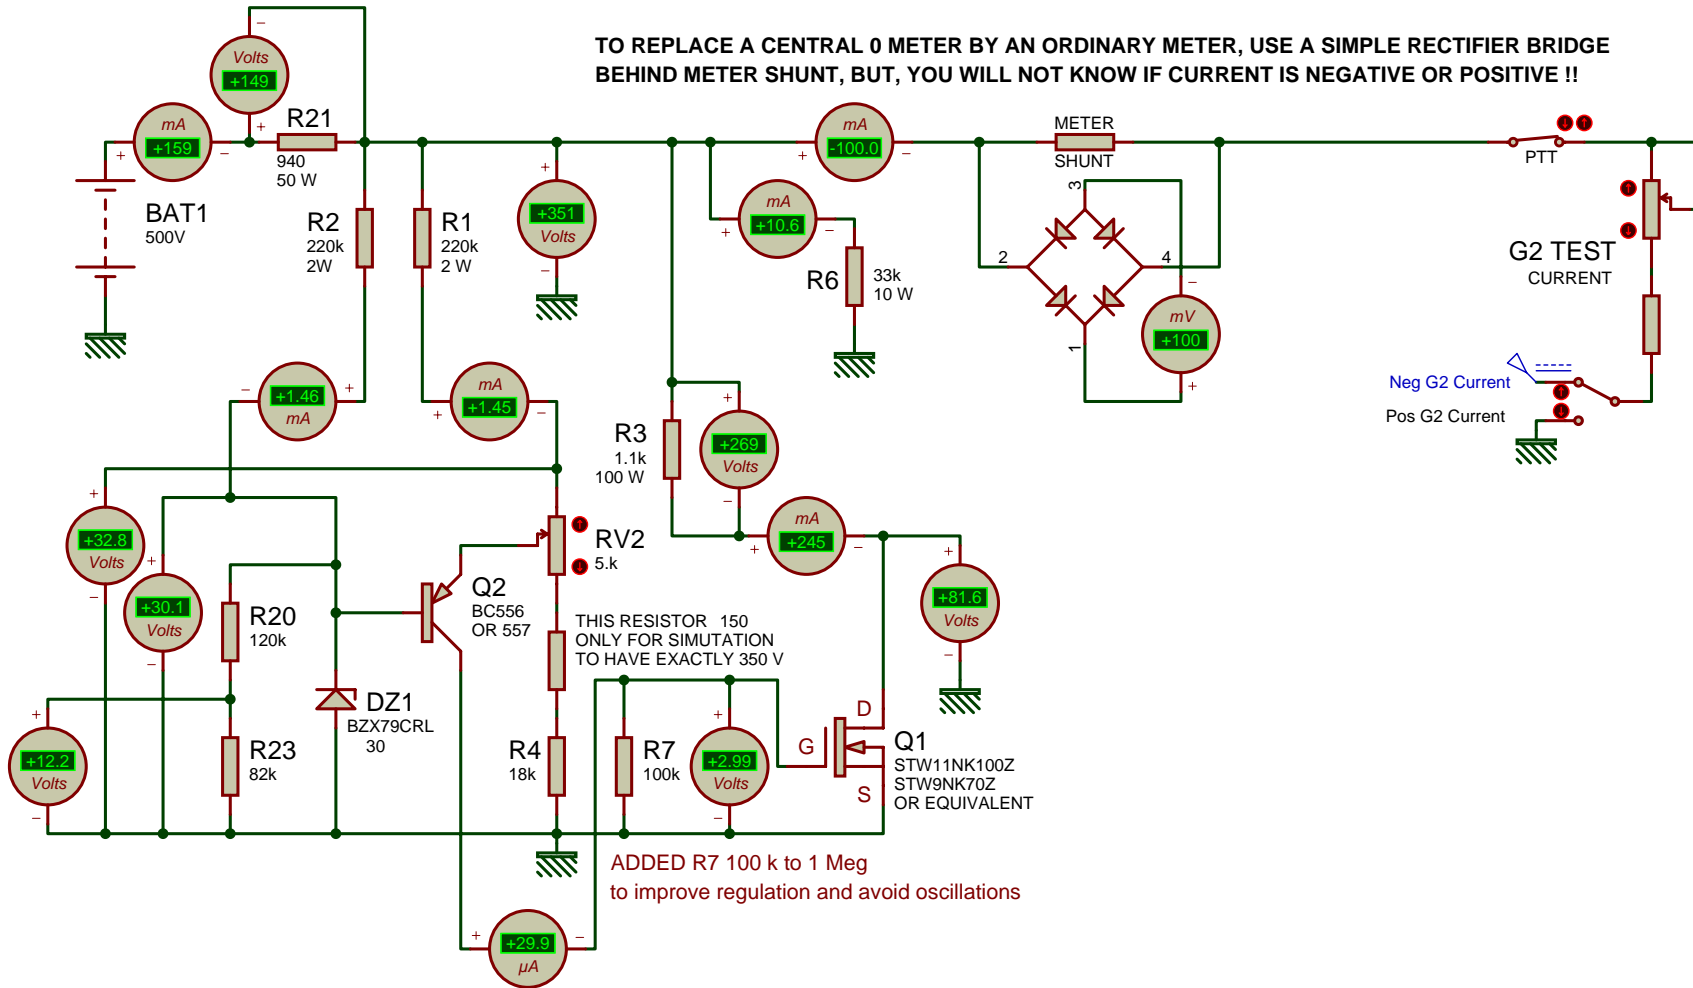 TO REPLACE A CENTRAL 0 METER BY AN ORDINARY METER, USE A SIMPLE RECTIFIER BRIDGE
BEHIND METER SHUNT, BUT, YOU WILL NOT KNOW IF CURRENT IS NEGATIVE OR POSITIVE !!
Volts
+149
mA
+159
R21
940
50 W
BAT1
500V
R2
220k
2W
R1
220k
2 W
+351
Volts
mA
+10.6
R6
33k
10 W
mA
-100.0
METER
SHUNT
3
2
4
1
mV
+100
PTT
G2 TEST
CURRENT
Neg G2 Current
Pos G2 Current
+1.46
mA
mA
+1.45
R3
1.1k
100 W
+269
Volts
mA
+245
+81.6
Volts
+32.8
Volts
+30.1
Volts
R20
120k
Q2
BC556
OR 557
RV2
5.k
THIS RESISTOR 150
ONLY FOR SIMUTATION
TO HAVE EXACTLY 350 V
+12.2
Volts
R23
82k
DZ1
BZX79CRL
30
R4
18k
R7
100k
+2.99
Volts
D
G
S
Q1
STW11NK100Z
STW9NK70Z
OR EQUIVALENT
ADDED R7 100 k to 1 Meg
to improve regulation and avoid oscillations
+29.9
µA